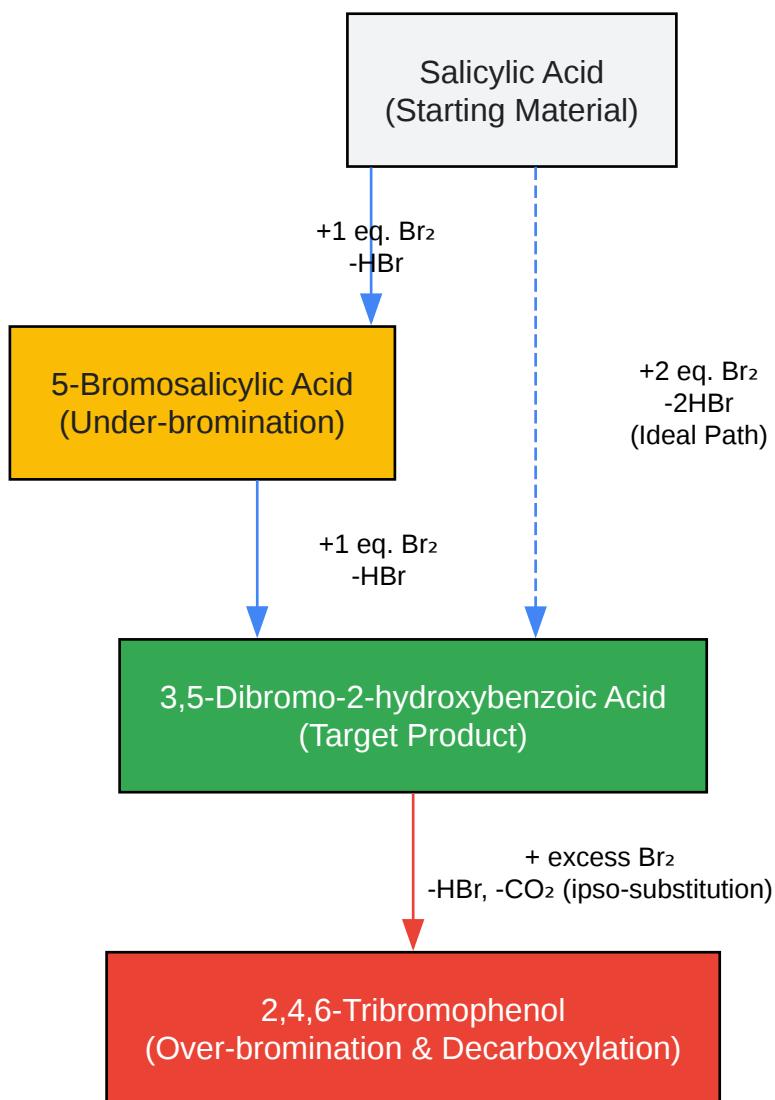 Salicylic Acid
(Starting Material)
+1 eq. Br₂
-HBr
5-Bromosalicylic Acid
(Under-bromination)
+2 eq. Br₂
-2HBr
(Ideal Path)
+1 eq. Br₂
-HBr
3,5-Dibromo-2-hydroxybenzoic Acid
(Target Product)
+ excess Br₂
-HBr, -CO₂ (ipso-substitution)
2,4,6-Tribromophenol
(Over-bromination & Decarboxylation)